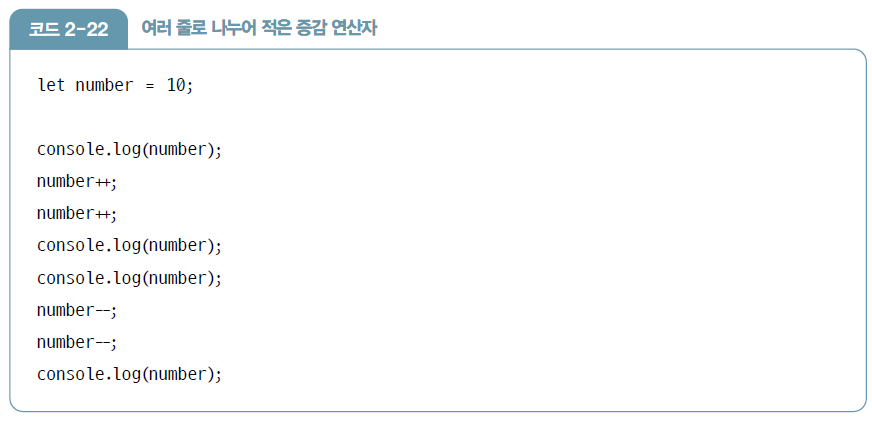 코드 2-22 여러 줄로 나누어 적은 증감 연산자
let number = 10;
console.log(number);
number++;
number++;
console.log(number);
console.log(number);
number--;
number--;
console.log(number);